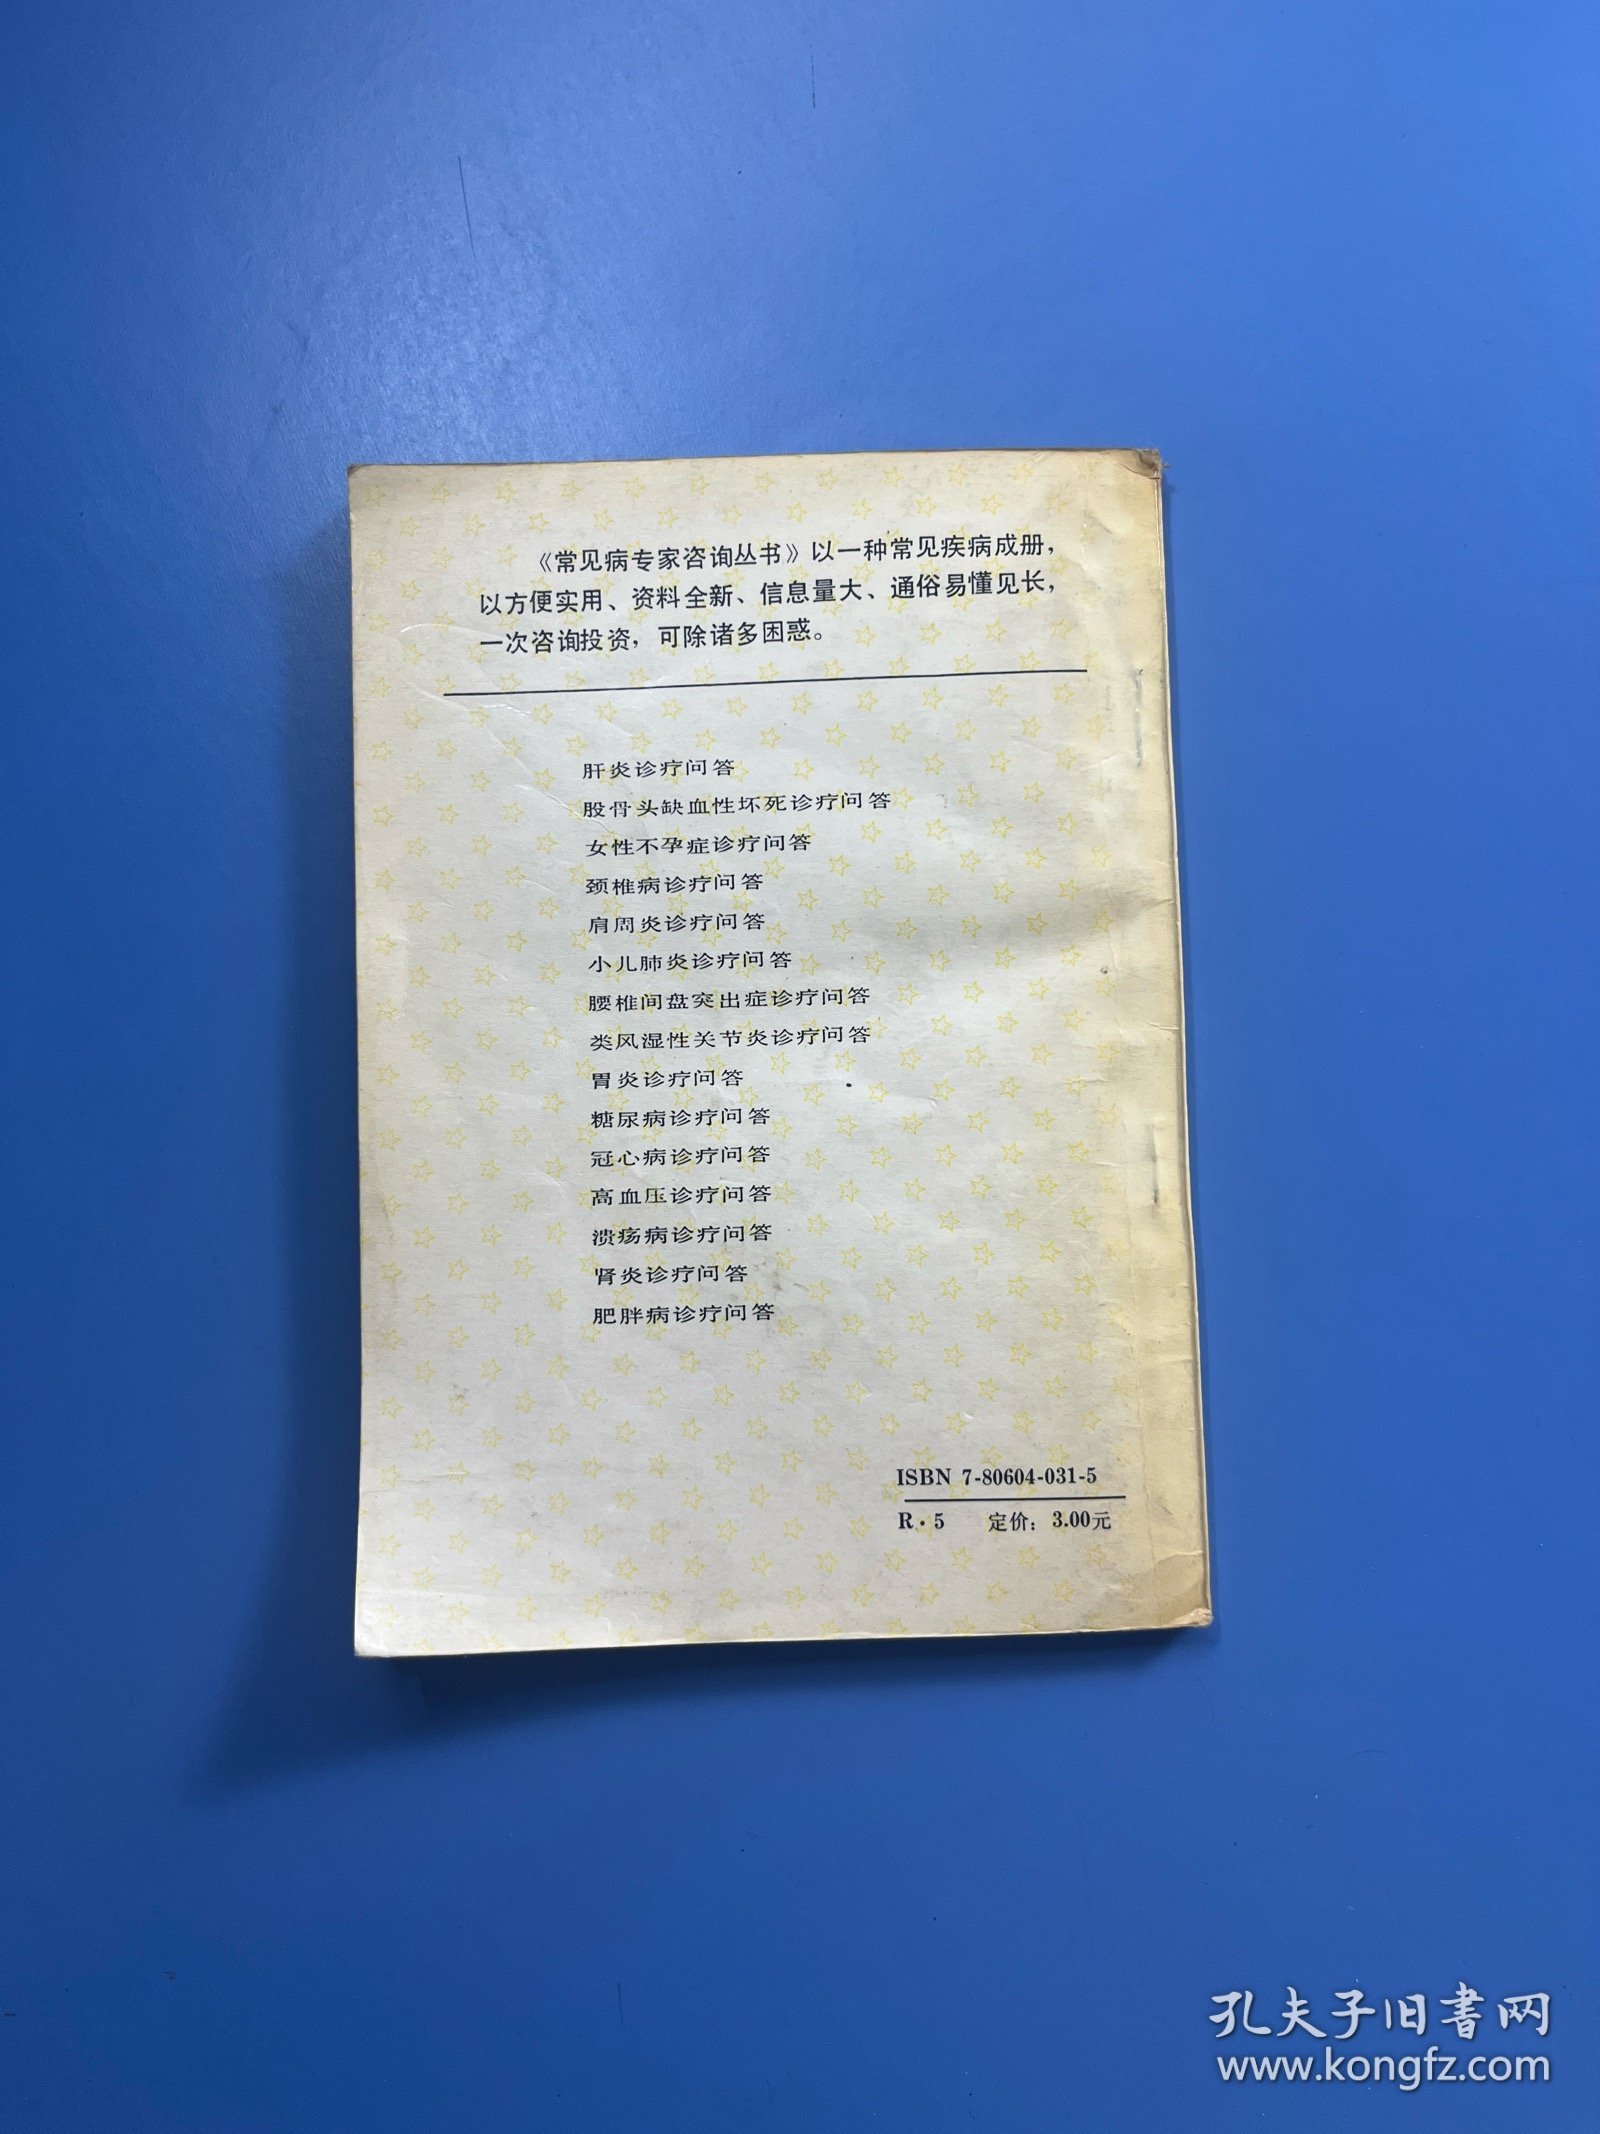 《常见病专家咨询丛书》以一种常见疾病成册，
以方便实用、资料全新、信息量大、通俗易懂见长，
一次咨询投资，可除诸多困惑。
肝炎诊疗问答
股骨头缺血性坏死诊疗问答
女性不孕症诊疗问答
颈椎病诊疗问答
肩周炎诊疗问答
小儿肺炎诊疗问答
腰椎间盘突出症诊疗问答
类风湿性关节炎诊疗问答
胃炎诊疗问答
糖尿病诊疗问答
冠心病诊疗问答
高血压诊疗问答
溃疡病诊疗问答
肾炎诊疗问答
肥胖病诊疗问答
ISBN 7-80604-031-5
R·5 定价：3.00元
孔夫子旧书网
www.kongfz.com